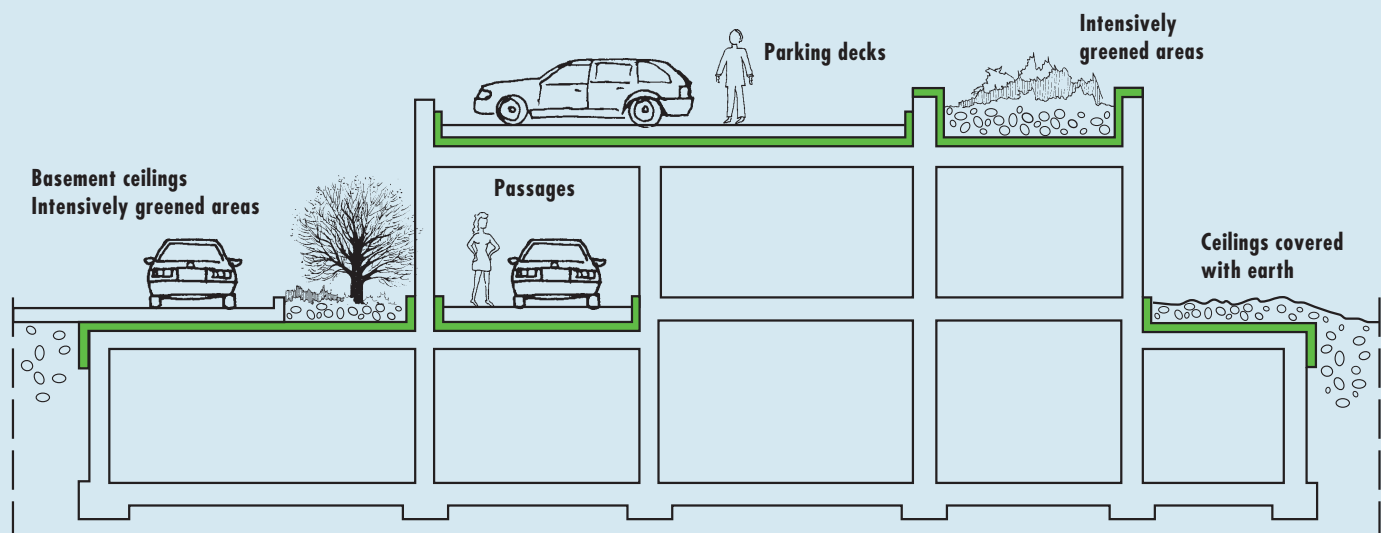 Parking decks
Intensively
greened areas
Basement ceilings
Intensively greened areas
Passages
Ceilings covered
with earth